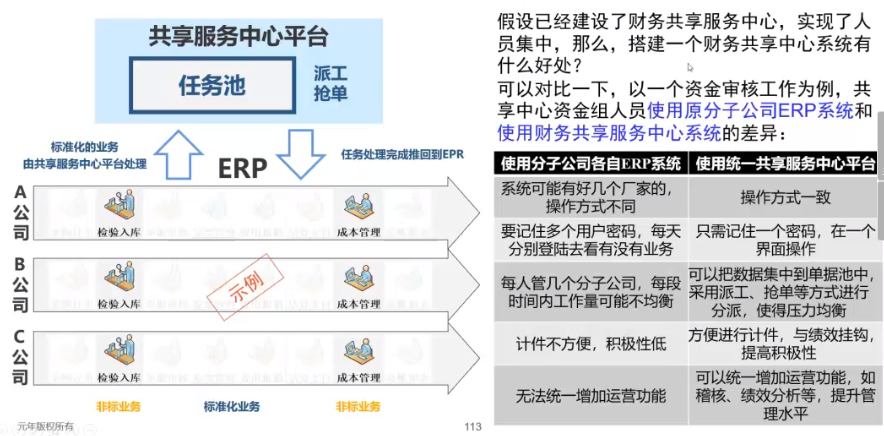 共享服务中心平台
任务池
派工
抢单
标准化的业务
由共享服务中心平台处理
ERP
任务处理完成推回到EPR
A公司
检验入库
成本管理
B公司
检验入库
示例
成本管理
C公司
检验入库
成本管理
非标业务
标准化业务
非标业务
元年版权所有
113
假设已经建设了财务共享服务中心，实现了人
员集中，那么，搭建一个财务共享中心系统有
什么好处？
可以对比一下，以一个资金审核工作为例，共
享中心资金组人员使用原分子公司ERP系统和
使用财务共享服务中心系统的差异：
使用分子公司各自ERP系统
使用统一共享服务中心平台
系统可能有好几个厂家的，
操作方式不同
操作方式一致
要记住多个用户密码，每天
分别登陆去看有没有业务
只需记住一个密码，在一个
界面操作
每人管几个分子公司，每段
时间内工作量可能不均衡
可以把数据集中到单据池中，
采用派工、抢单等方式进行
分派，使得压力均衡
计件不方便，积极性低
方便进行计件，与绩效挂钩，
提高积极性
无法统一增加运营功能
可以统一增加运营功能，如
稽核、绩效分析等，提升管
理水平